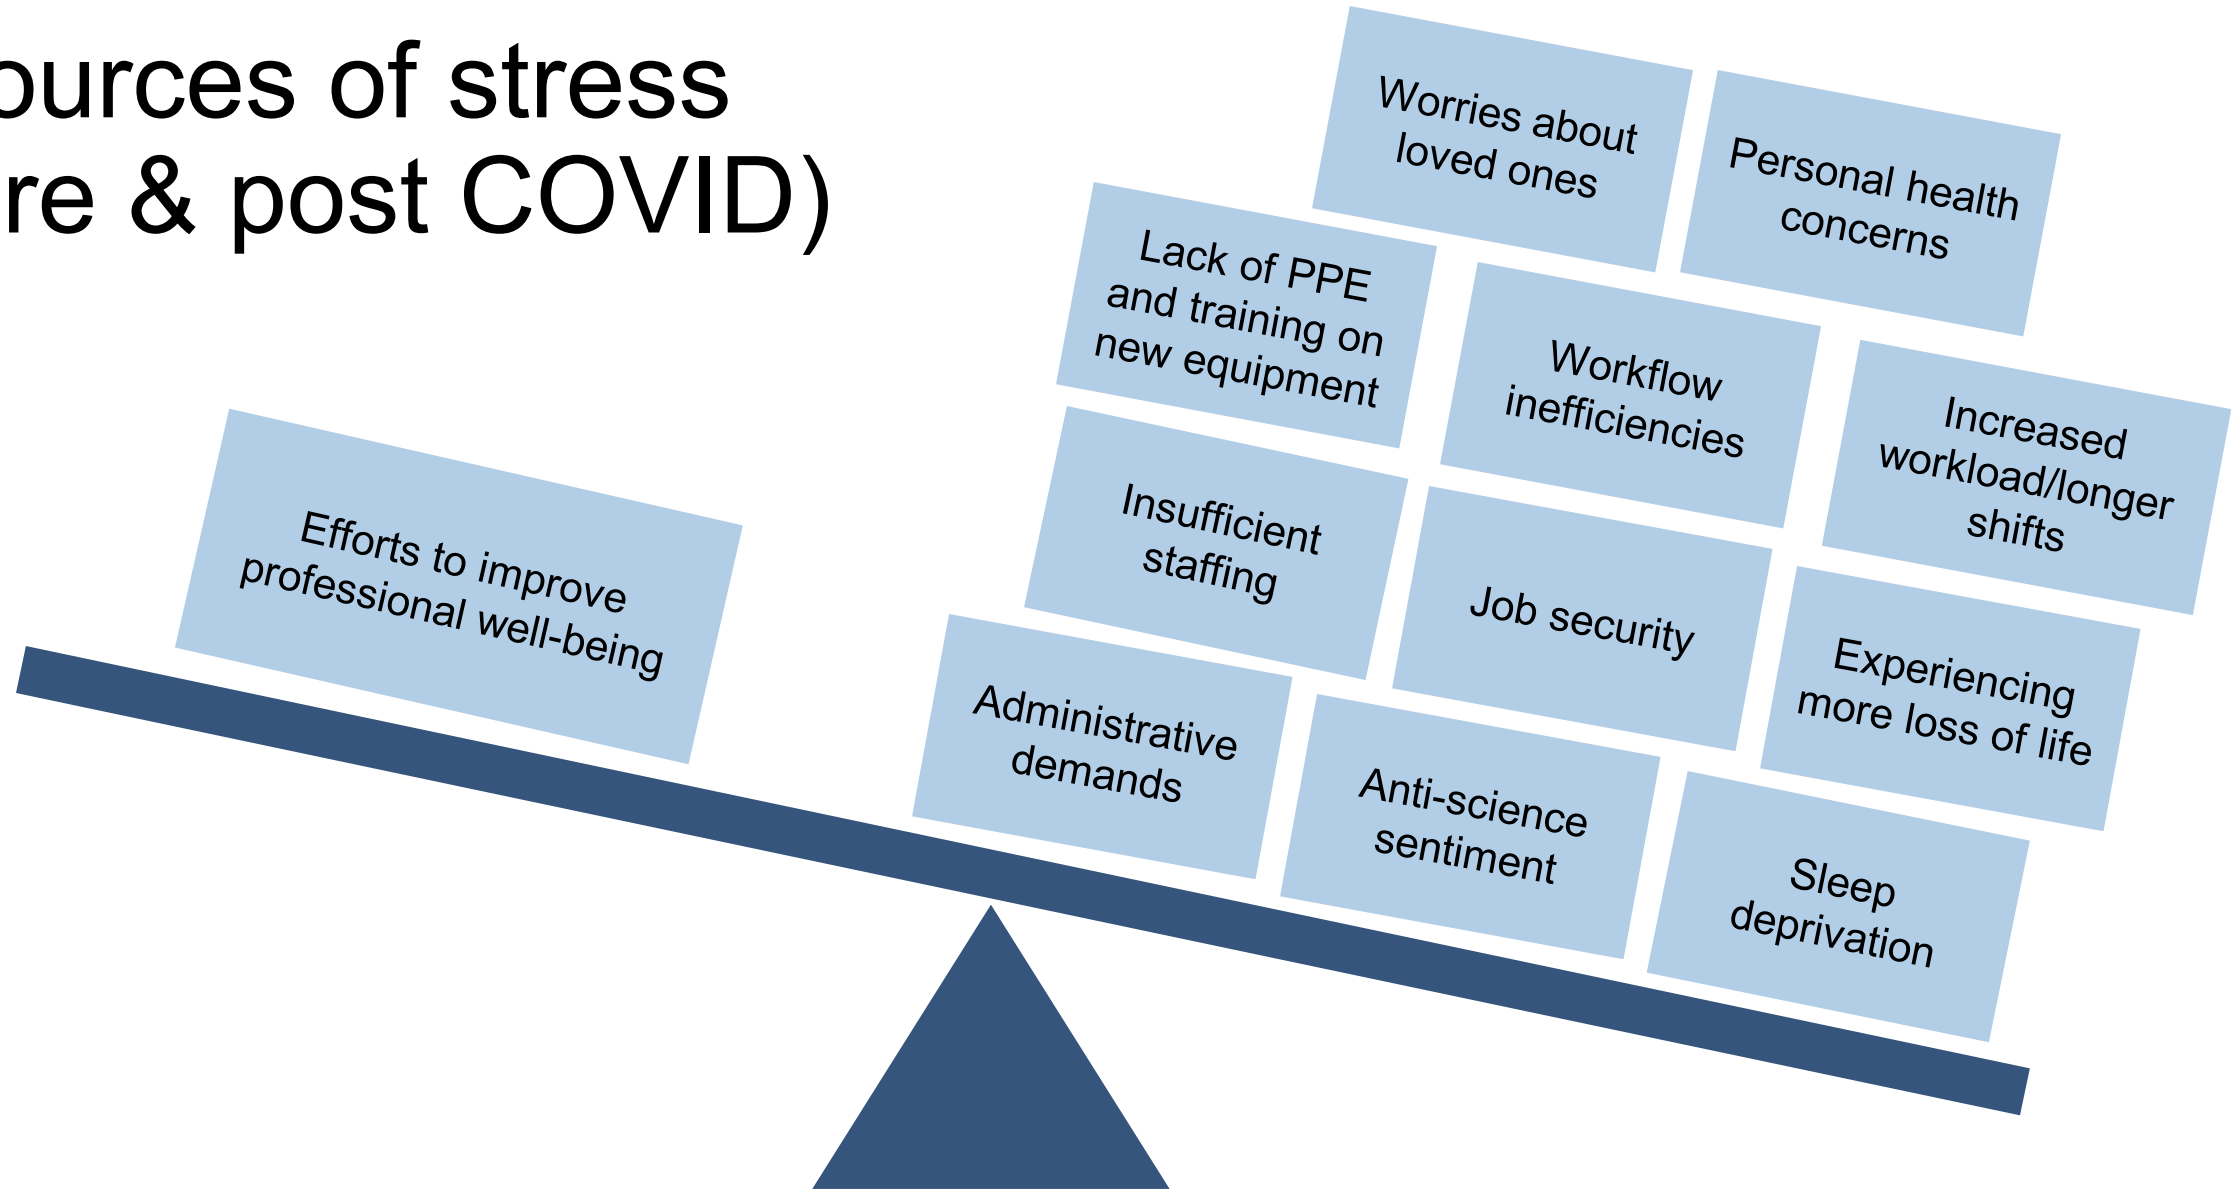 ources of stress
re & post COVID)
Worries about
loved ones
Personal health
concerns
Lack of PPE
and training on
new equipment
Workflow
inefficiencies
Increased
workload/longer
shifts
Efforts to improve
professional well-being
Insufficient
staffing
Job security
Experiencing
more loss of life
Administrative
demands
Anti-science
sentiment
Sleep
deprivation